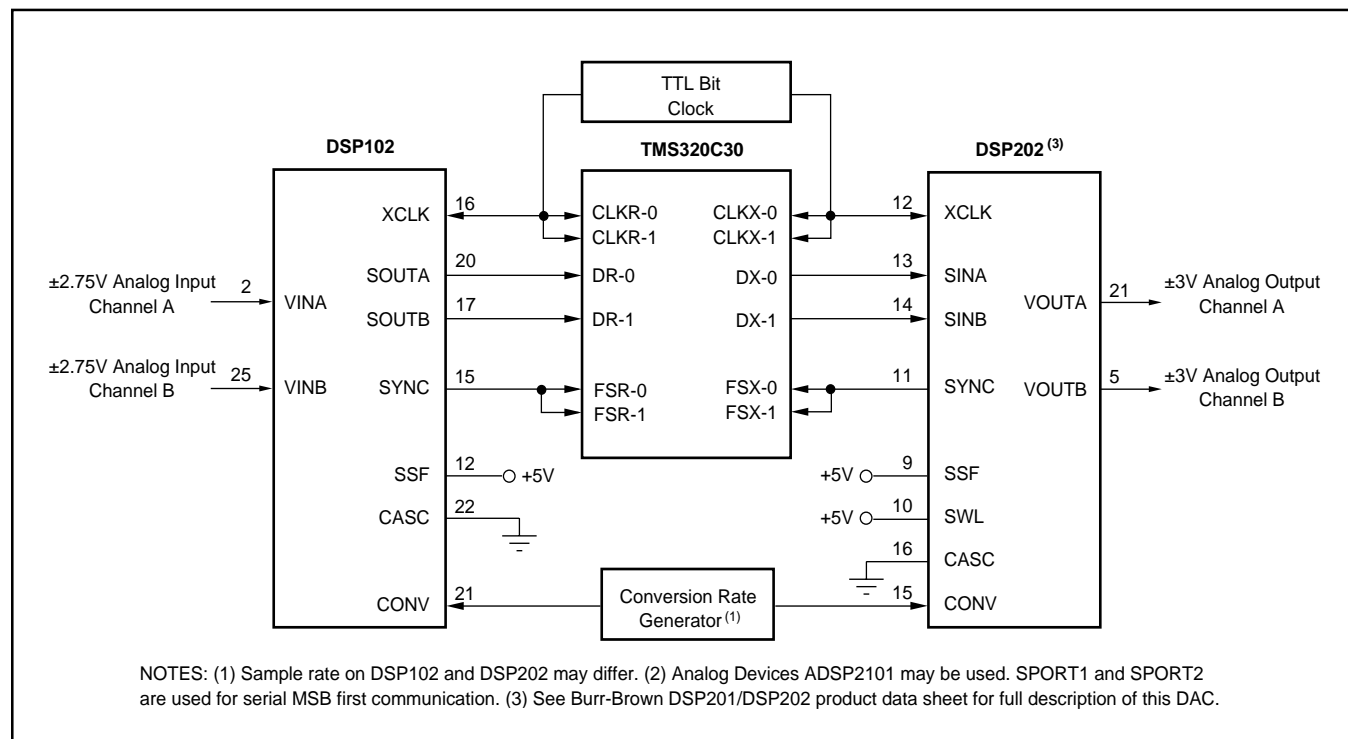 TTL Bit
Clock
DSP102
TMS320C30
DSP202 (3)
XCLK
16
CLKR-0
CLKR-1
CLKX-0
CLKX-1
12
XCLK
SOUTA
20
DR-0
DX-0
13
SINA
±2.75V Analog Input
Channel A
2
VINA
SOUTB
17
DR-1
DX-1
14
SINB
VOUTA
21
±3V Analog Output
Channel A
±2.75V Analog Input
Channel B
25
VINB
SYNC
15
FSR-0
FSR-1
FSX-0
FSX-1
11
SYNC
VOUTB
5
±3V Analog Output
Channel B
SSF
12
+5V
+5V
9
SSF
CASC
22
+5V
10
SWL
16
CASC
CONV
21
Conversion Rate
Generator (1)
15
CONV
NOTES: (1) Sample rate on DSP102 and DSP202 may differ. (2) Analog Devices ADSP2101 may be used. SPORT1 and SPORT2
are used for serial MSB first communication. (3) See Burr-Brown DSP201/DSP202 product data sheet for full description of this DAC.